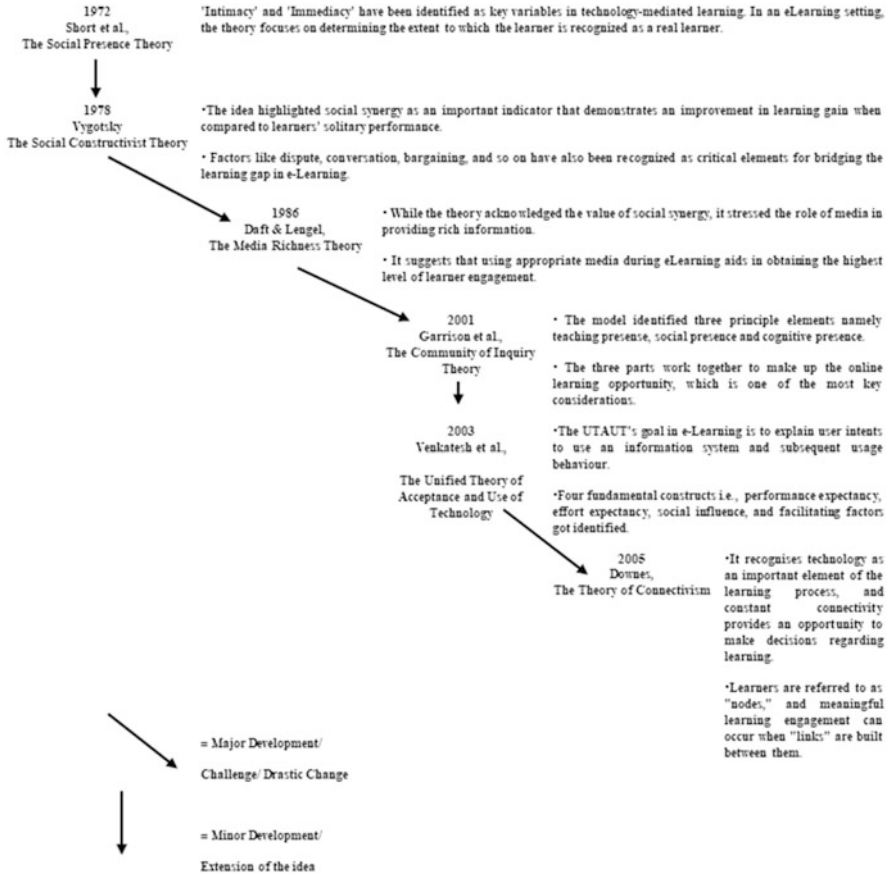 1972
Short et al.,
The Social Presence Theory
'Intimacy' and 'Immediacy' have been identified as key variables in technology-mediated learning. In an eLearning setting,
the theory focuses on determining the extent to which the learner is recognized as a real learner.
1978
Vygotsky
The Social Constructivist Theory
•The idea highlighted social synergy as an important indicator that demonstrates an improvement in learning gain when
compared to learners' solitary performance.
• Factors like dispute, conversation, bargaining, and so on have also been recognized as critical elements for bridging the
learning gap in e-Learning.
1986
Daft & Lengel,
The Media Richness Theory
• While the theory acknowledged the value of social synergy, it stressed the role of media in
providing rich information.
• It suggests that using appropriate media during eLearning aids in obtaining the highest
level of learner engagement.
2001
Garrison et al.,
The Community of Inquiry
Theory
• The model identified three principle elements namely
teaching presense, social presence and cognitive presence.
• The three parts work together to make up the online
learning opportunity, which is one of the most key
considerations.
2003
Venkatesh et al.,
The Unified Theory of
Acceptance and Use of
Technology
•The UTAUT's goal in e-Learning is to explain user intents
to use an information system and subsequent usage
behaviour.
•Four fundamental constructs i.e., performance expectancy,
effort expectancy, social influence, and facilitating factors
got identified.
2005
Downes,
The Theory of Connectivism
•It recognises technology as
an important element of the
learning process, and
constant connectivity
provides an opportunity to
make decisions regarding
learning.
•Learners are referred to as
"nodes," and meaningful
learning engagement can
occur when "links" are built
between them.
= Major Development/
Challenge/ Drastic Change
= Minor Development/
Extension of the idea